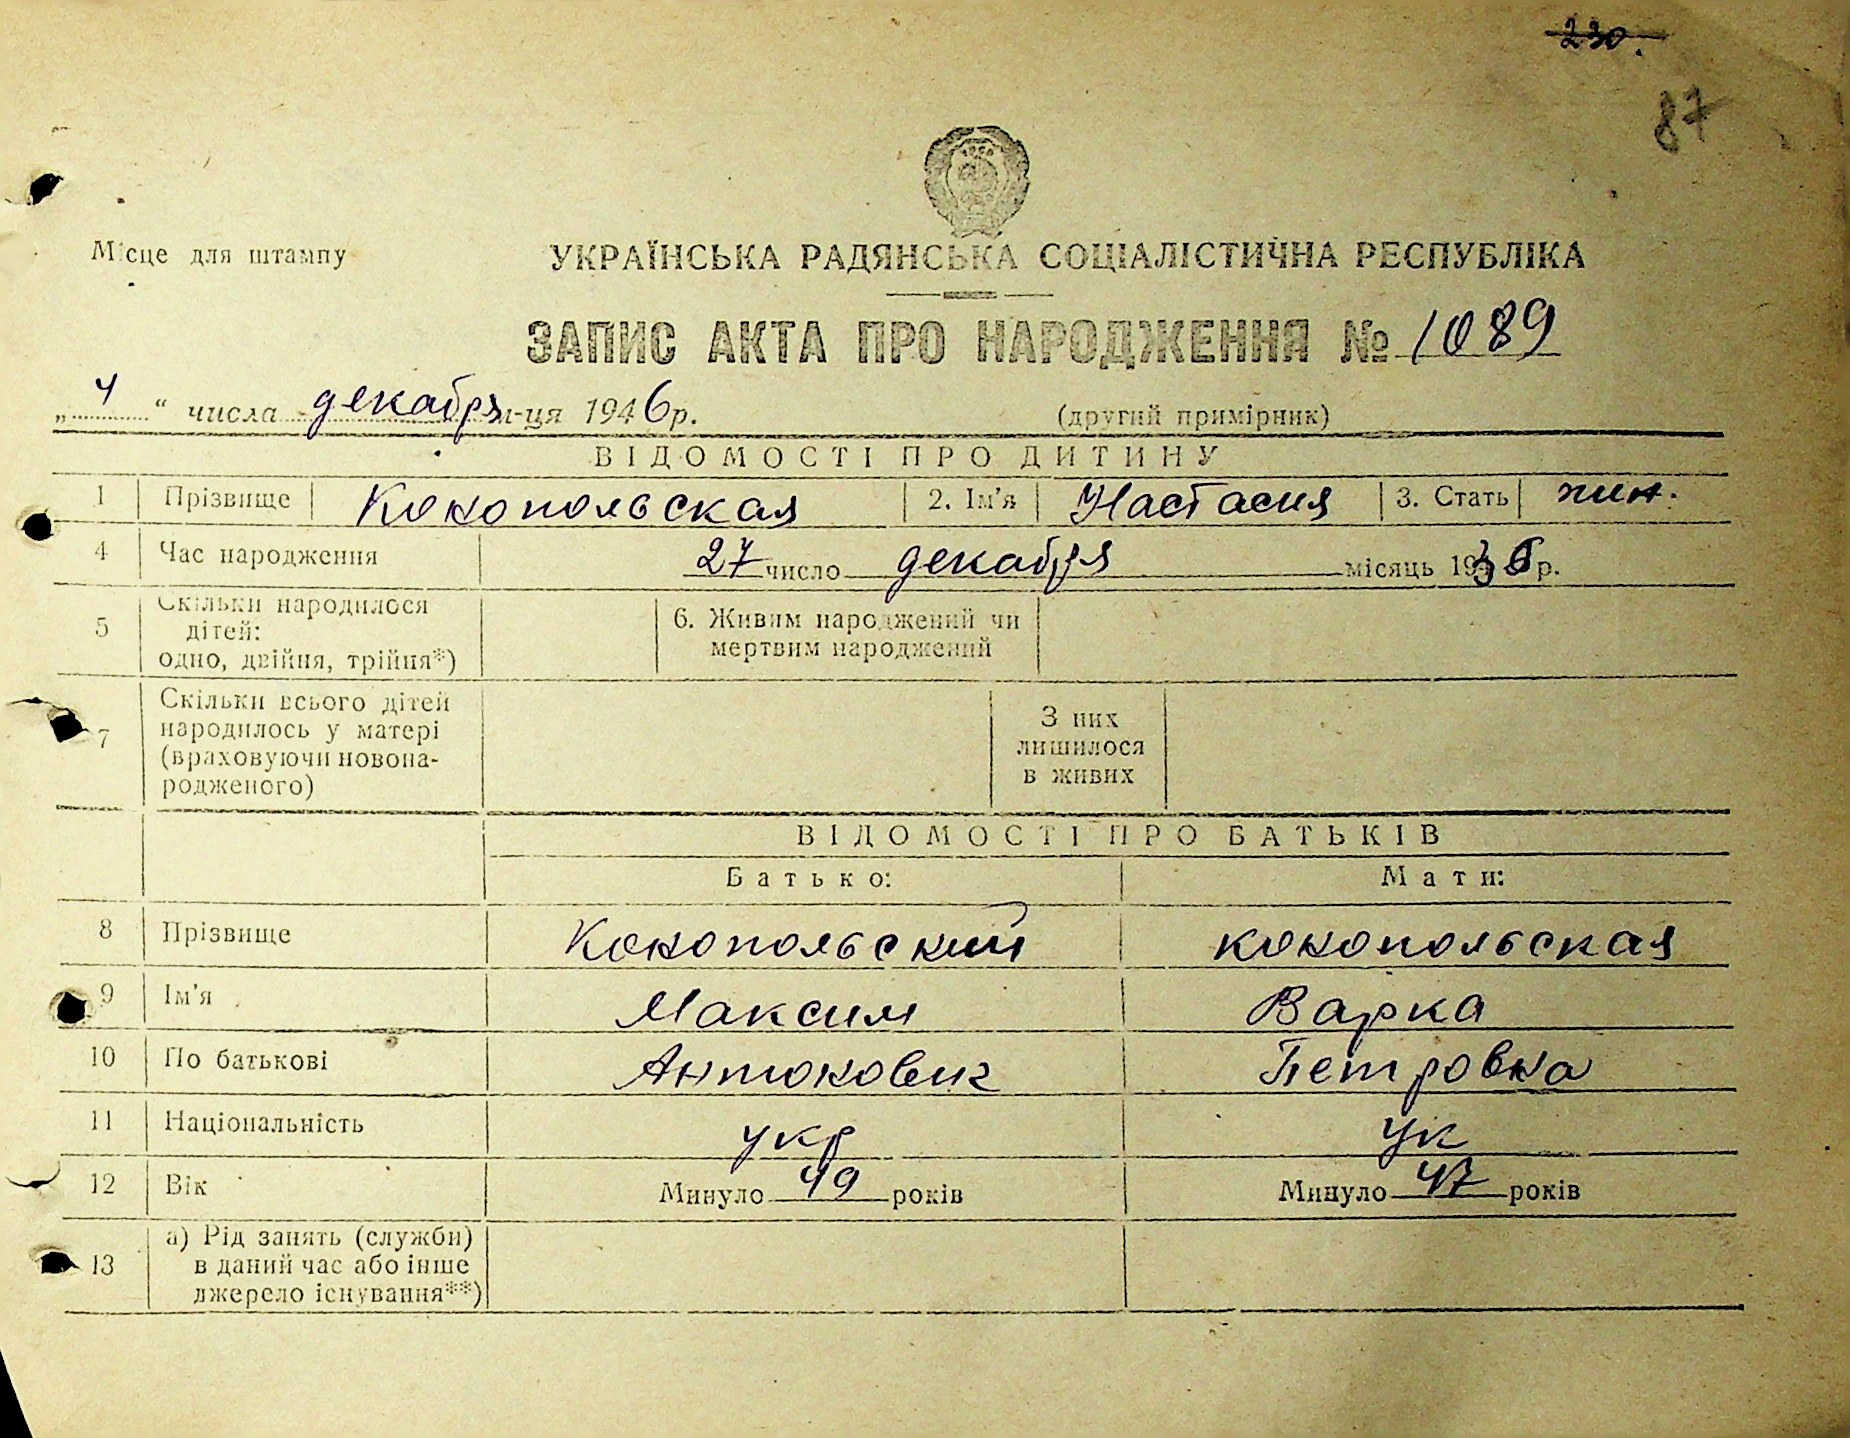 230.
87
Місце для штампу
УКРАЇНСЬКА РАДЯНСЬКА СОЦІАЛІСТИЧНА РЕСПУБЛІКА
ЗАПИС АКТА ПРО НАРОДЖЕННЯ № 1089
„ 4 “ числа декабря м-ця 1946 р. (другий примірник)
ВІДОМОСТІ ПРО ДИТИНУ
1 Прізвище Конопольская 2. Ім'я Настасия 3. Стать жин.
4 Час народження 27 число декабря місяць 1936 р.
5 Скільки народилося дітей: одно, двійня, трійня*) 6. Живим народжений чи мертвим народжений
7 Скільки всього дітей народилось у матері (враховуючи новонародженого) З них лишилося в живих
ВІДОМОСТІ ПРО БАТЬКІВ
Батько: Мати:
8 Прізвище Конопольский конопольская
9 Ім'я Максим Варка
10 По батькові Антонович Петровна
11 Національність укр ук
12 Вік Минуло 49 років Минуло 47 років
13 а) Рід занять (служби) в даний час або інше джерело існування**)